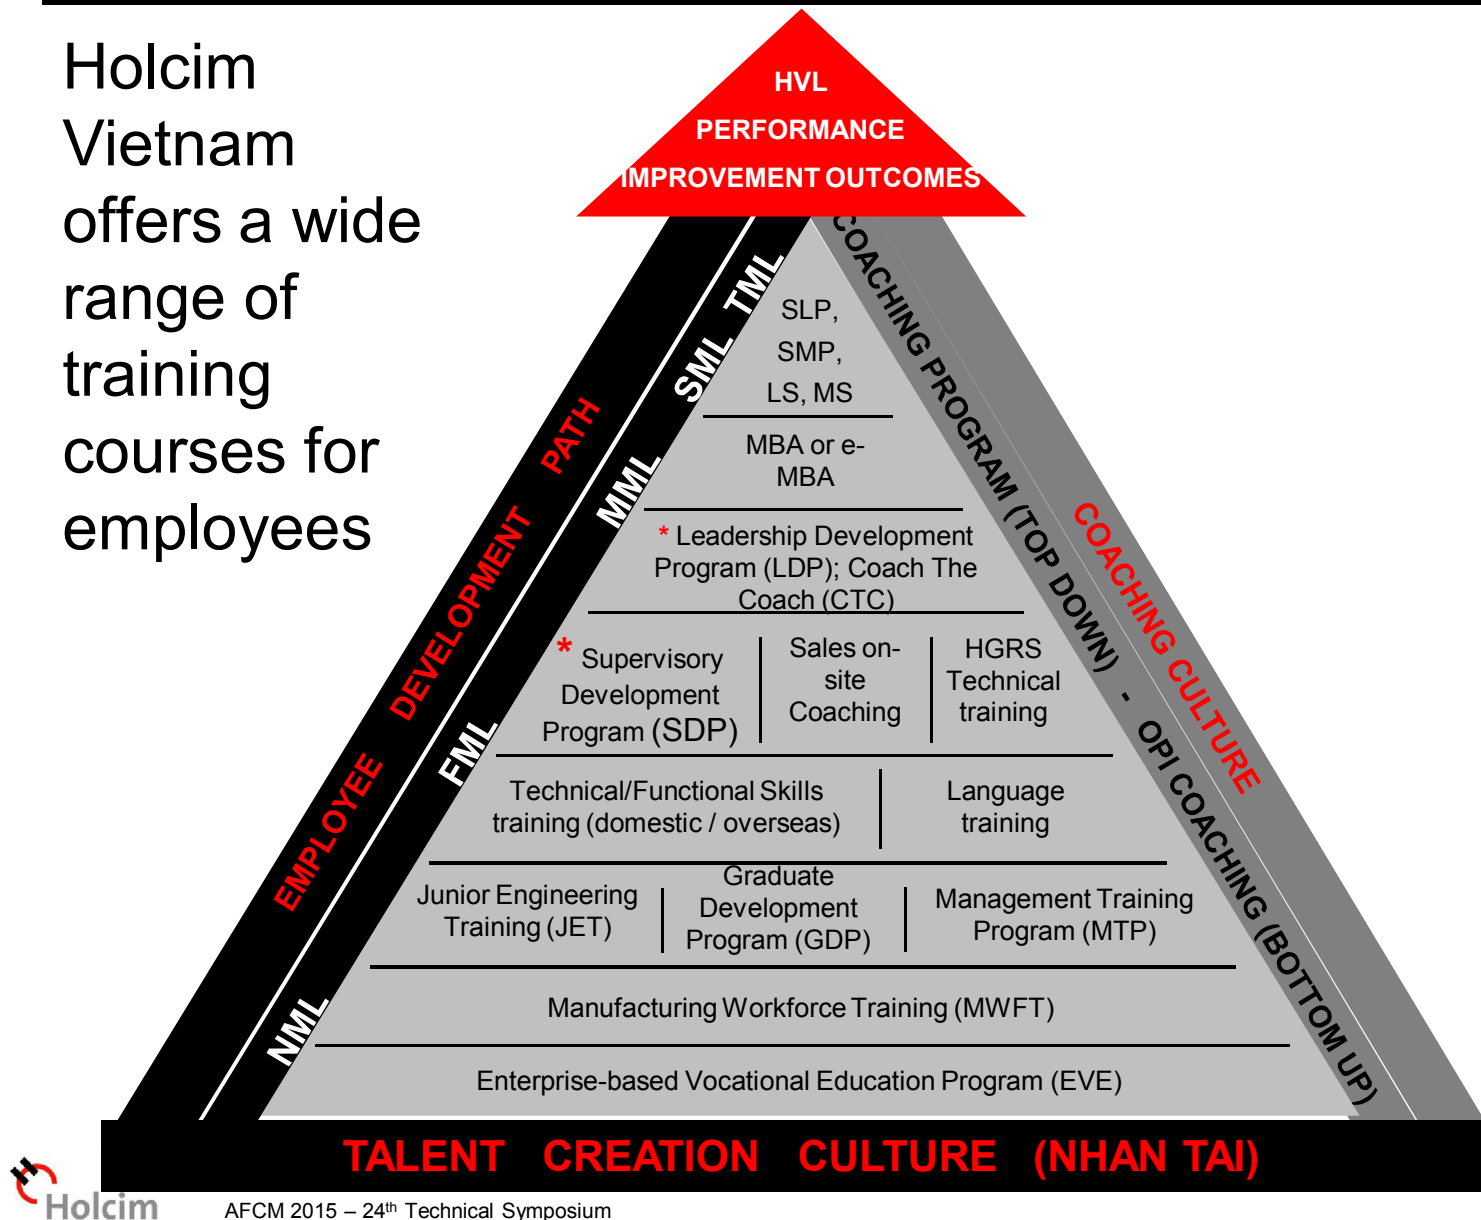 Holcim
Vietnam
offers a wide
range of
training
courses for
employees
HVL
PERFORMANCE
IMPROVEMENT OUTCOMES
EMPLOYEE DEVELOPMENT PATH
TML
SML
MML
FML
NML
COACHING PROGRAM (TOP DOWN) - OPI COACHING (BOTTOM UP)
COACHING CULTURE
SLP,
SMP,
LS, MS
MBA or e-
MBA
* Leadership Development
Program (LDP); Coach The
Coach (CTC)
* Supervisory
Development
Program (SDP)
Sales on-
site
Coaching
HGRS
Technical
training
Technical/Functional Skills
training (domestic / overseas)
Language
training
Junior Engineering
Training (JET)
Graduate
Development
Program (GDP)
Management Training
Program (MTP)
Manufacturing Workforce Training (MWFT)
Enterprise-based Vocational Education Program (EVE)
TALENT CREATION CULTURE (NHAN TAI)
Holcim
AFCM 2015 – 24th Technical Symposium